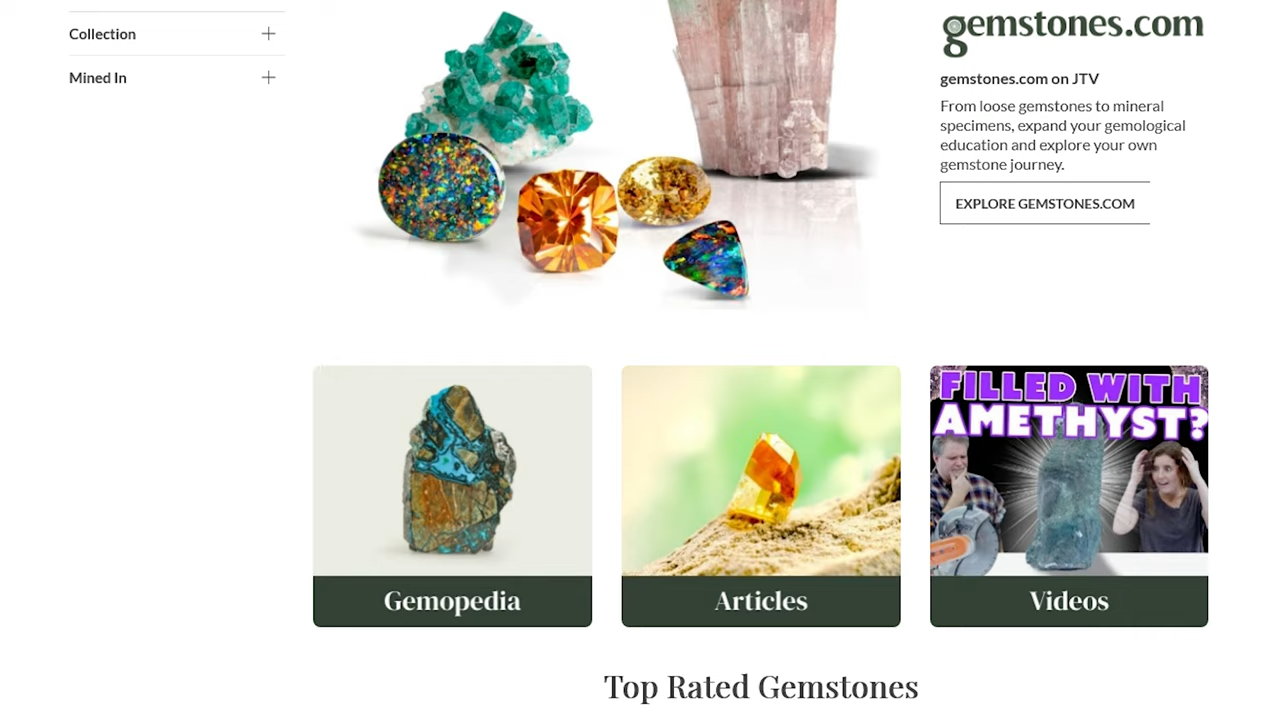 Collection
Mined In
gemstones.com
gemstones.com on JTV
From loose gemstones to mineral
specimens, expand your gemological
education and explore your own
gemstone journey.
EXPLORE GEMSTONES.COM
FILLED WITH
AMETHYST?
Gemopedia
Articles
Videos
Top Rated Gemstones